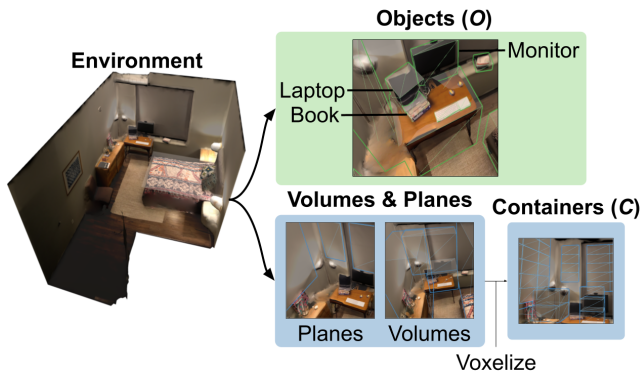 Objects (O)
Environment
Monitor
Laptop
Book
Volumes & Planes
Containers (C)
Planes
Volumes
Voxelize